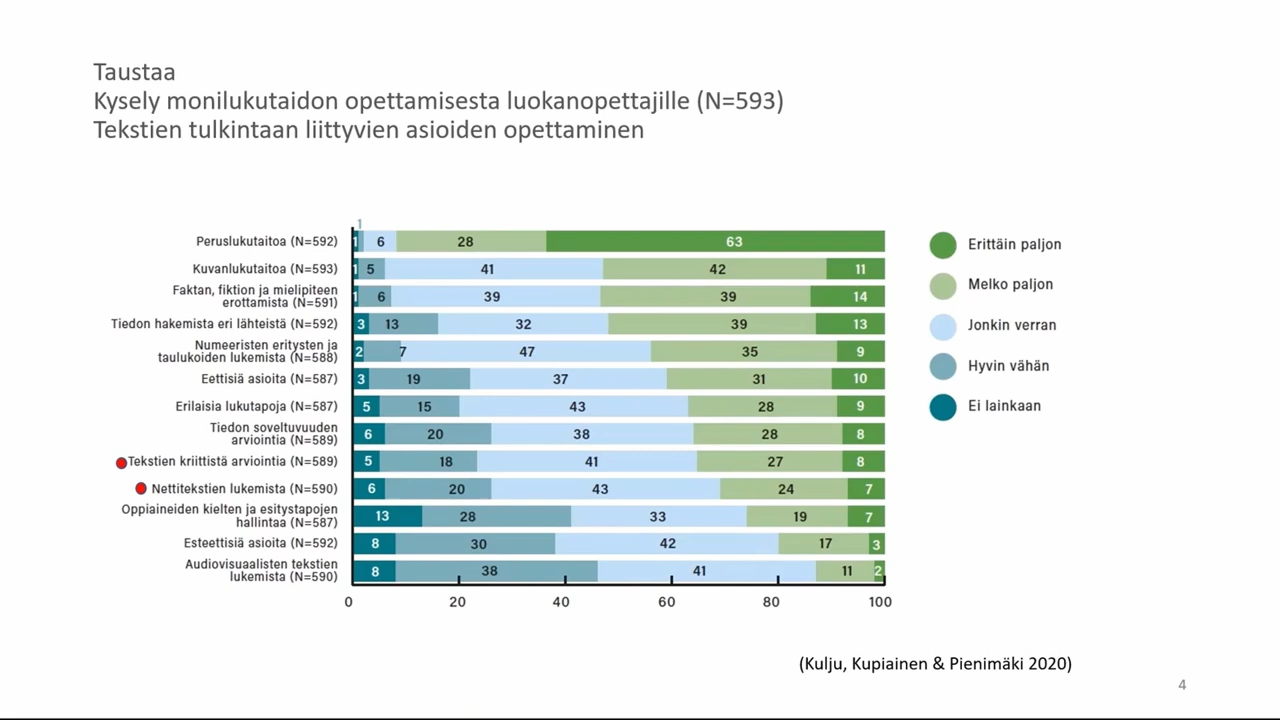 Taustaa
Kysely monilukutaidon opettamisesta luokanopettajille (N=593)
Tekstien tulkintaan liittyvien asioiden opettaminen
1
Peruslukutaitoa (N=592) 1 6 28 63
Kuvanlukutaitoa (N=593) 1 5 41 42 11
Faktan, fiktion ja mielipiteen
erottamista (N=591) 1 6 39 39 14
Tiedon hakemista eri lähteistä (N=592) 3 13 32 39 13
Numeeristen eritysten ja
taulukoiden lukemista (N=588) 2 7 47 35 9
Eettisiä asioita (N=587) 3 19 37 31 10
Erilaisia lukutapoja (N=587) 5 15 43 28 9
Tiedon soveltuvuuden
arviointia (N=589) 6 20 38 28 8
Tekstien kriittistä arviointia (N=589) 5 18 41 27 8
Nettitekstien lukemista (N=590) 6 20 43 24 7
Oppiaineiden kielten ja esitystapojen
hallintaa (N=587) 13 28 33 19 7
Esteettisiä asioita (N=592) 8 30 42 17 3
Audiovisuaalisten tekstien
lukemista (N=590) 8 38 41 11 2
0 20 40 60 80 100
Erittäin paljon
Melko paljon
Jonkin verran
Hyvin vähän
Ei lainkaan
(Kulju, Kupiainen & Pienimäki 2020)
4